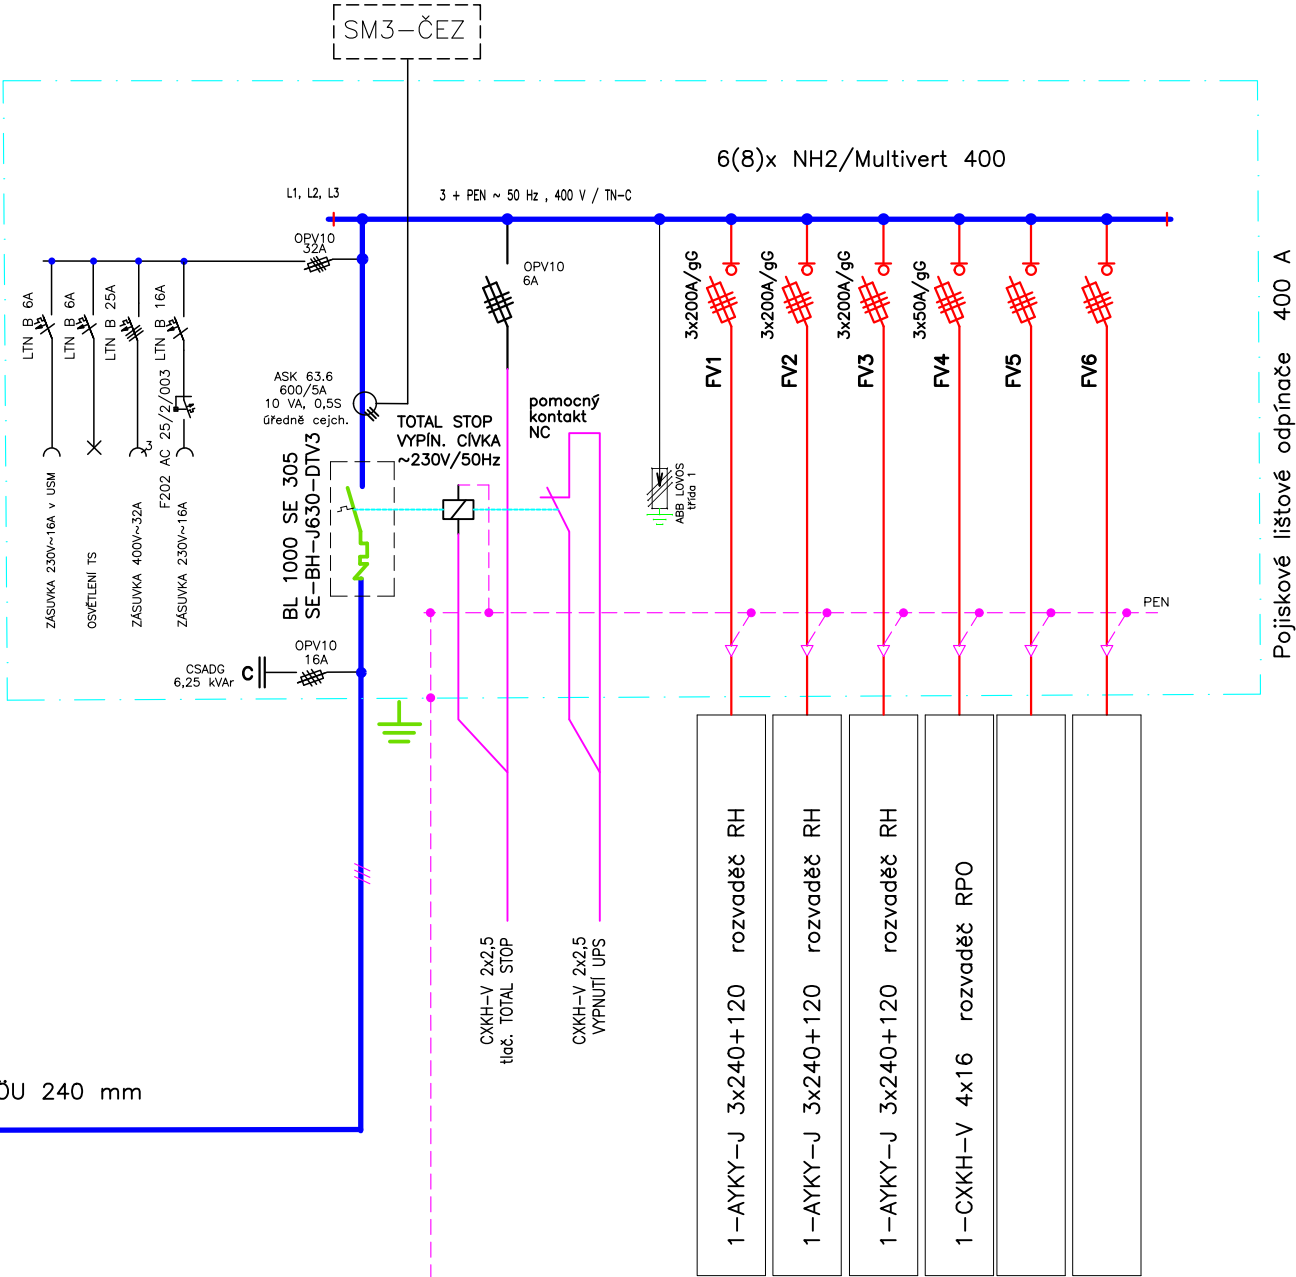 SM3-ČEZ
6(8)x NH2/Multivert 400
L1, L2, L3
3 + PEN ~ 50 Hz , 400 V / TN-C
OPV10
32A
OPV10
6A
LTN B 6A
LTN B 6A
LTN B 25A
LTN B 16A
F202 AC 25/2/003
3
ZÁSUVKA 230V~16A v USM
OSVĚTLENÍ TS
ZÁSUVKA 400V~32A
ZÁSUVKA 230V~16A
ASK 63.6
600/5A
10 VA, 0,5S
úředně cejch.
TOTAL STOP
VYPÍN. CÍVKA
~230V/50Hz
pomocný
kontakt
NC
BL 1000 SE 305
SE-BH-J630-DTV3
ABB LOVOS
třída 1
3x200A/gG
3x200A/gG
3x200A/gG
3x50A/gG
FV1
FV2
FV3
FV4
FV5
FV6
Pojiskové lištové odpínače 400 A
PEN
OPV10
16A
CSADG
6,25 kVAr
C
CXKH-V 2x2,5
tlač. TOTAL STOP
CXKH-V 2x2,5
VYPNUTÍ UPS
1-AYKY-J 3x240+120 rozvaděč RH
1-AYKY-J 3x240+120 rozvaděč RH
1-AYKY-J 3x240+120 rozvaděč RH
1-CXKH-V 4x16 rozvaděč RPO
240 mm